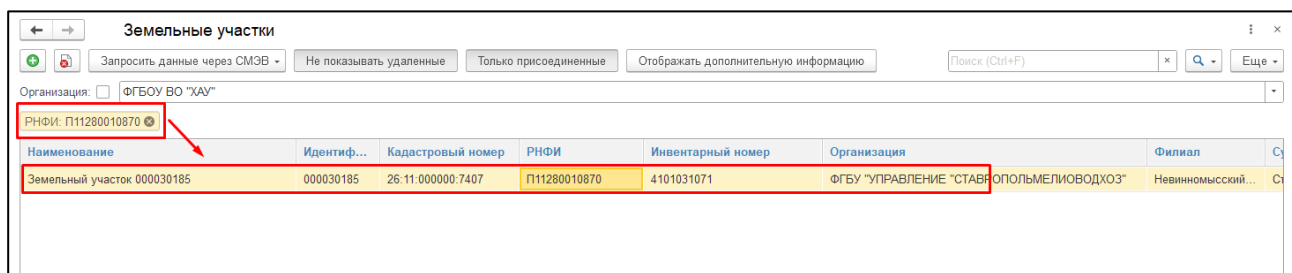 Земельные участки
Запросить данные через СМЭВ Не показывать удаленные Только присоединенные Отображать дополнительную информацию Поиск (Ctrl+F) × Еще
Организация: ФГБОУ ВО "ХАУ"
РНФИ: П11280010870
Наименование Идентиф... Кадастровый номер РНФИ Инвентарный номер Организация Филиал
Земельный участок 000030185 000030185 26:11:000000:7407 П11280010870 4101031071 ФГБУ "УПРАВЛЕНИЕ "СТАВРОПОЛЬМЕЛИОВОДХОЗ" Невинномысский...